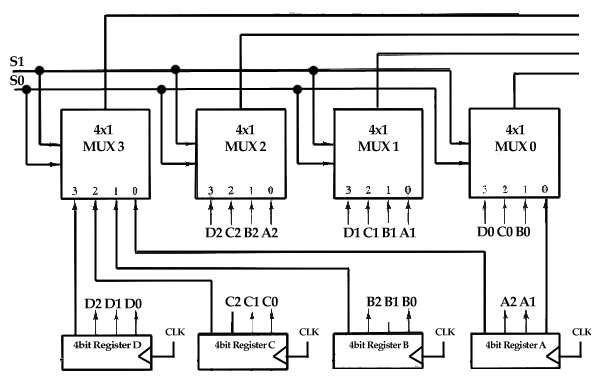 S1
S0
4x1 MUX 3
4x1 MUX 2
4x1 MUX 1
4x1 MUX 0
3 2 1 0
3 2 1 0
3 2 1 0
3 2 1 0
D2 C2 B2 A2
D1 C1 B1 A1
D0 C0 B0
D2 D1 D0
C2 C1 C0
B2 B1 B0
A2 A1
CLK
CLK
CLK
CLK
4bit Register D
4bit Register C
4bit Register B
4bit Register A